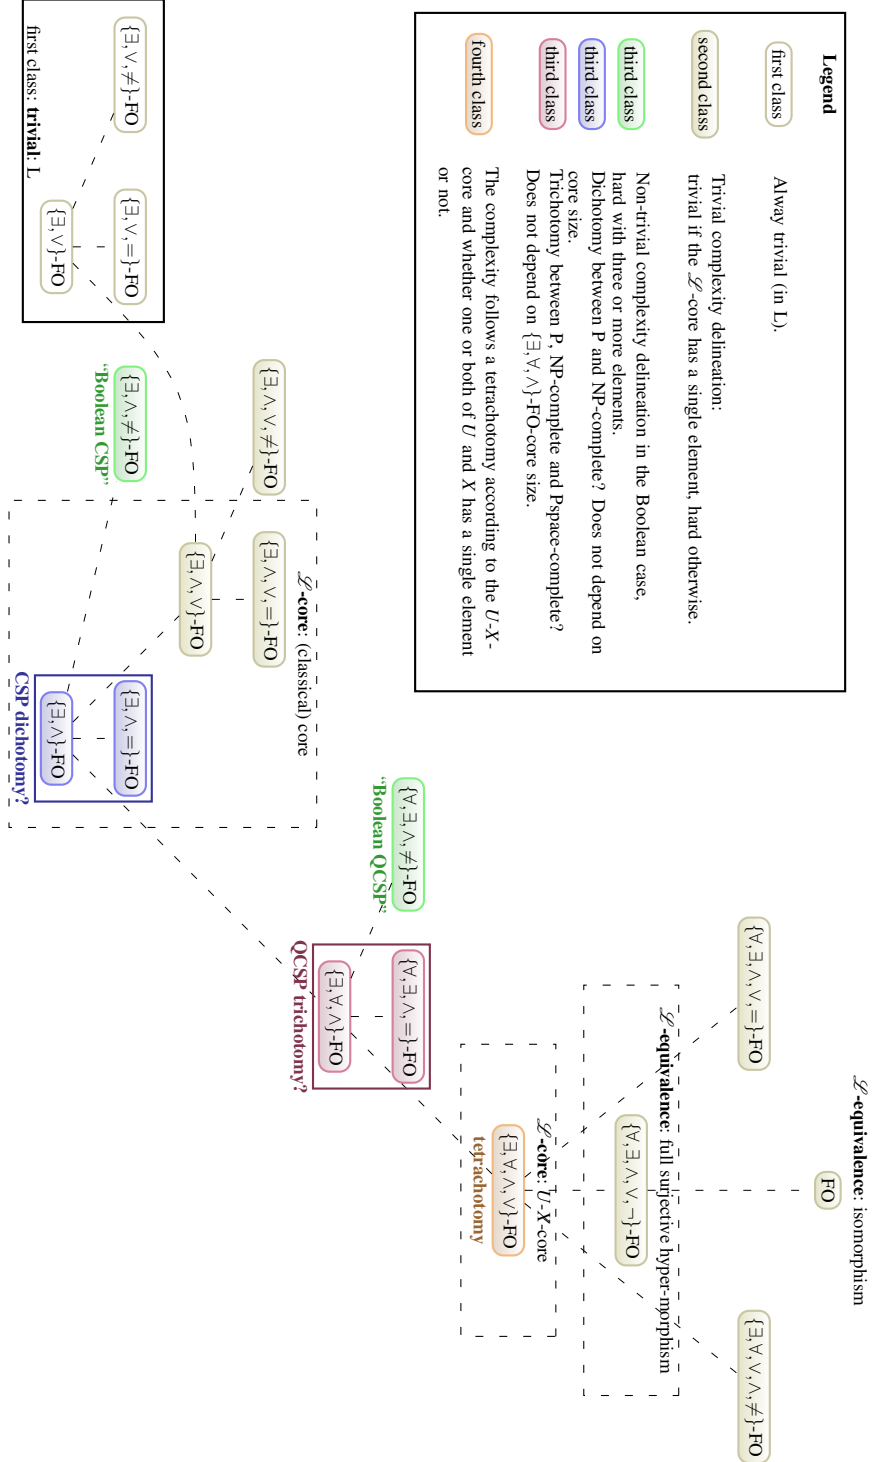 Legend
first class Alway trivial (in L).
second class Trivial complexity delineation:
trivial if the ℒ-core has a single element, hard otherwise.
third class Non-trivial complexity delineation in the Boolean case,
hard with three or more elements.
third class Dichotomy between P and NP-complete? Does not depend on
core size.
third class Trichotomy between P, NP-complete and Pspace-complete?
Does not depend on {∃,∀,∧}-FO-core size.
fourth class The complexity follows a tetrachotomy according to the U-X-
core and whether one or both of U and X has a single element
or not.
ℒ-equivalence: isomorphism
FO
{∀,∃,∧,∨,=}-FO
{∃,∀,∧,∨,≠}-FO
ℒ-equivalence: full surjective hyper-morphism
{∀,∃,∧,∨,¬}-FO
ℒ-core: U-X-core
{∃,∀,∧,∨}-FO
tetrachotomy
{∀,∃,∧,≠}-FO
"Boolean QCSP"
{∀,∃,∧,=}-FO
{∃,∀,∧}-FO
QCSP trichotomy?
ℒ-core: (classical) core
{∃,∧,∨,≠}-FO
{∃,∧,∨,=}-FO
{∃,∧,∨}-FO
{∃,∧,≠}-FO
"Boolean CSP"
{∃,∧,=}-FO
{∃,∧}-FO
CSP dichotomy?
{∃,∨,≠}-FO
{∃,∨,=}-FO
{∃,∨}-FO
first class: trivial: L